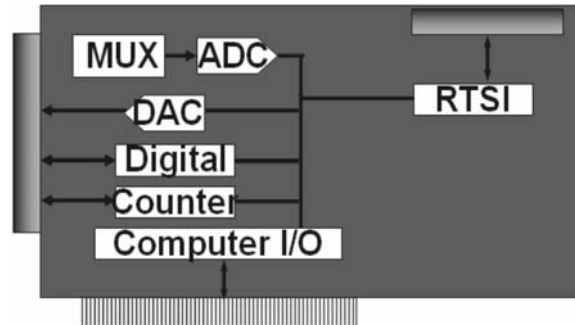 MUX
ADC
RTSI
DAC
Digital
Counter
Computer I/O